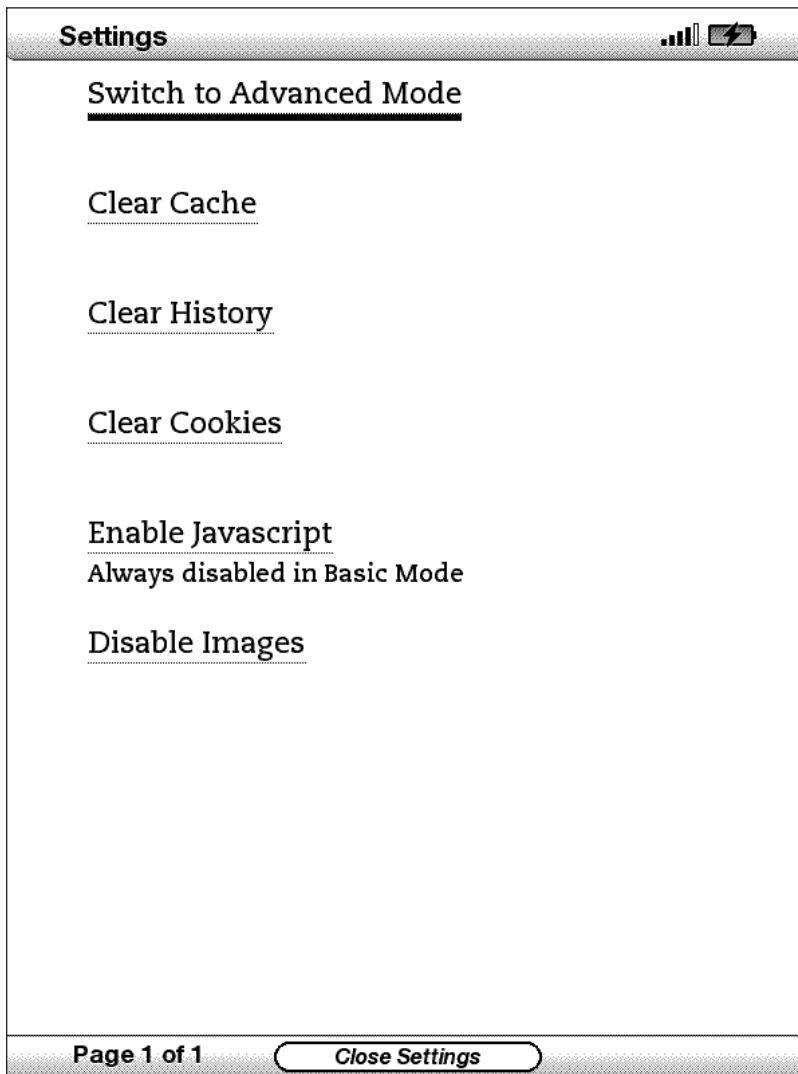 Settings
Switch to Advanced Mode
Clear Cache
Clear History
Clear Cookies
Enable Javascript
Always disabled in Basic Mode
Disable Images
Page 1 of 1 Close Settings